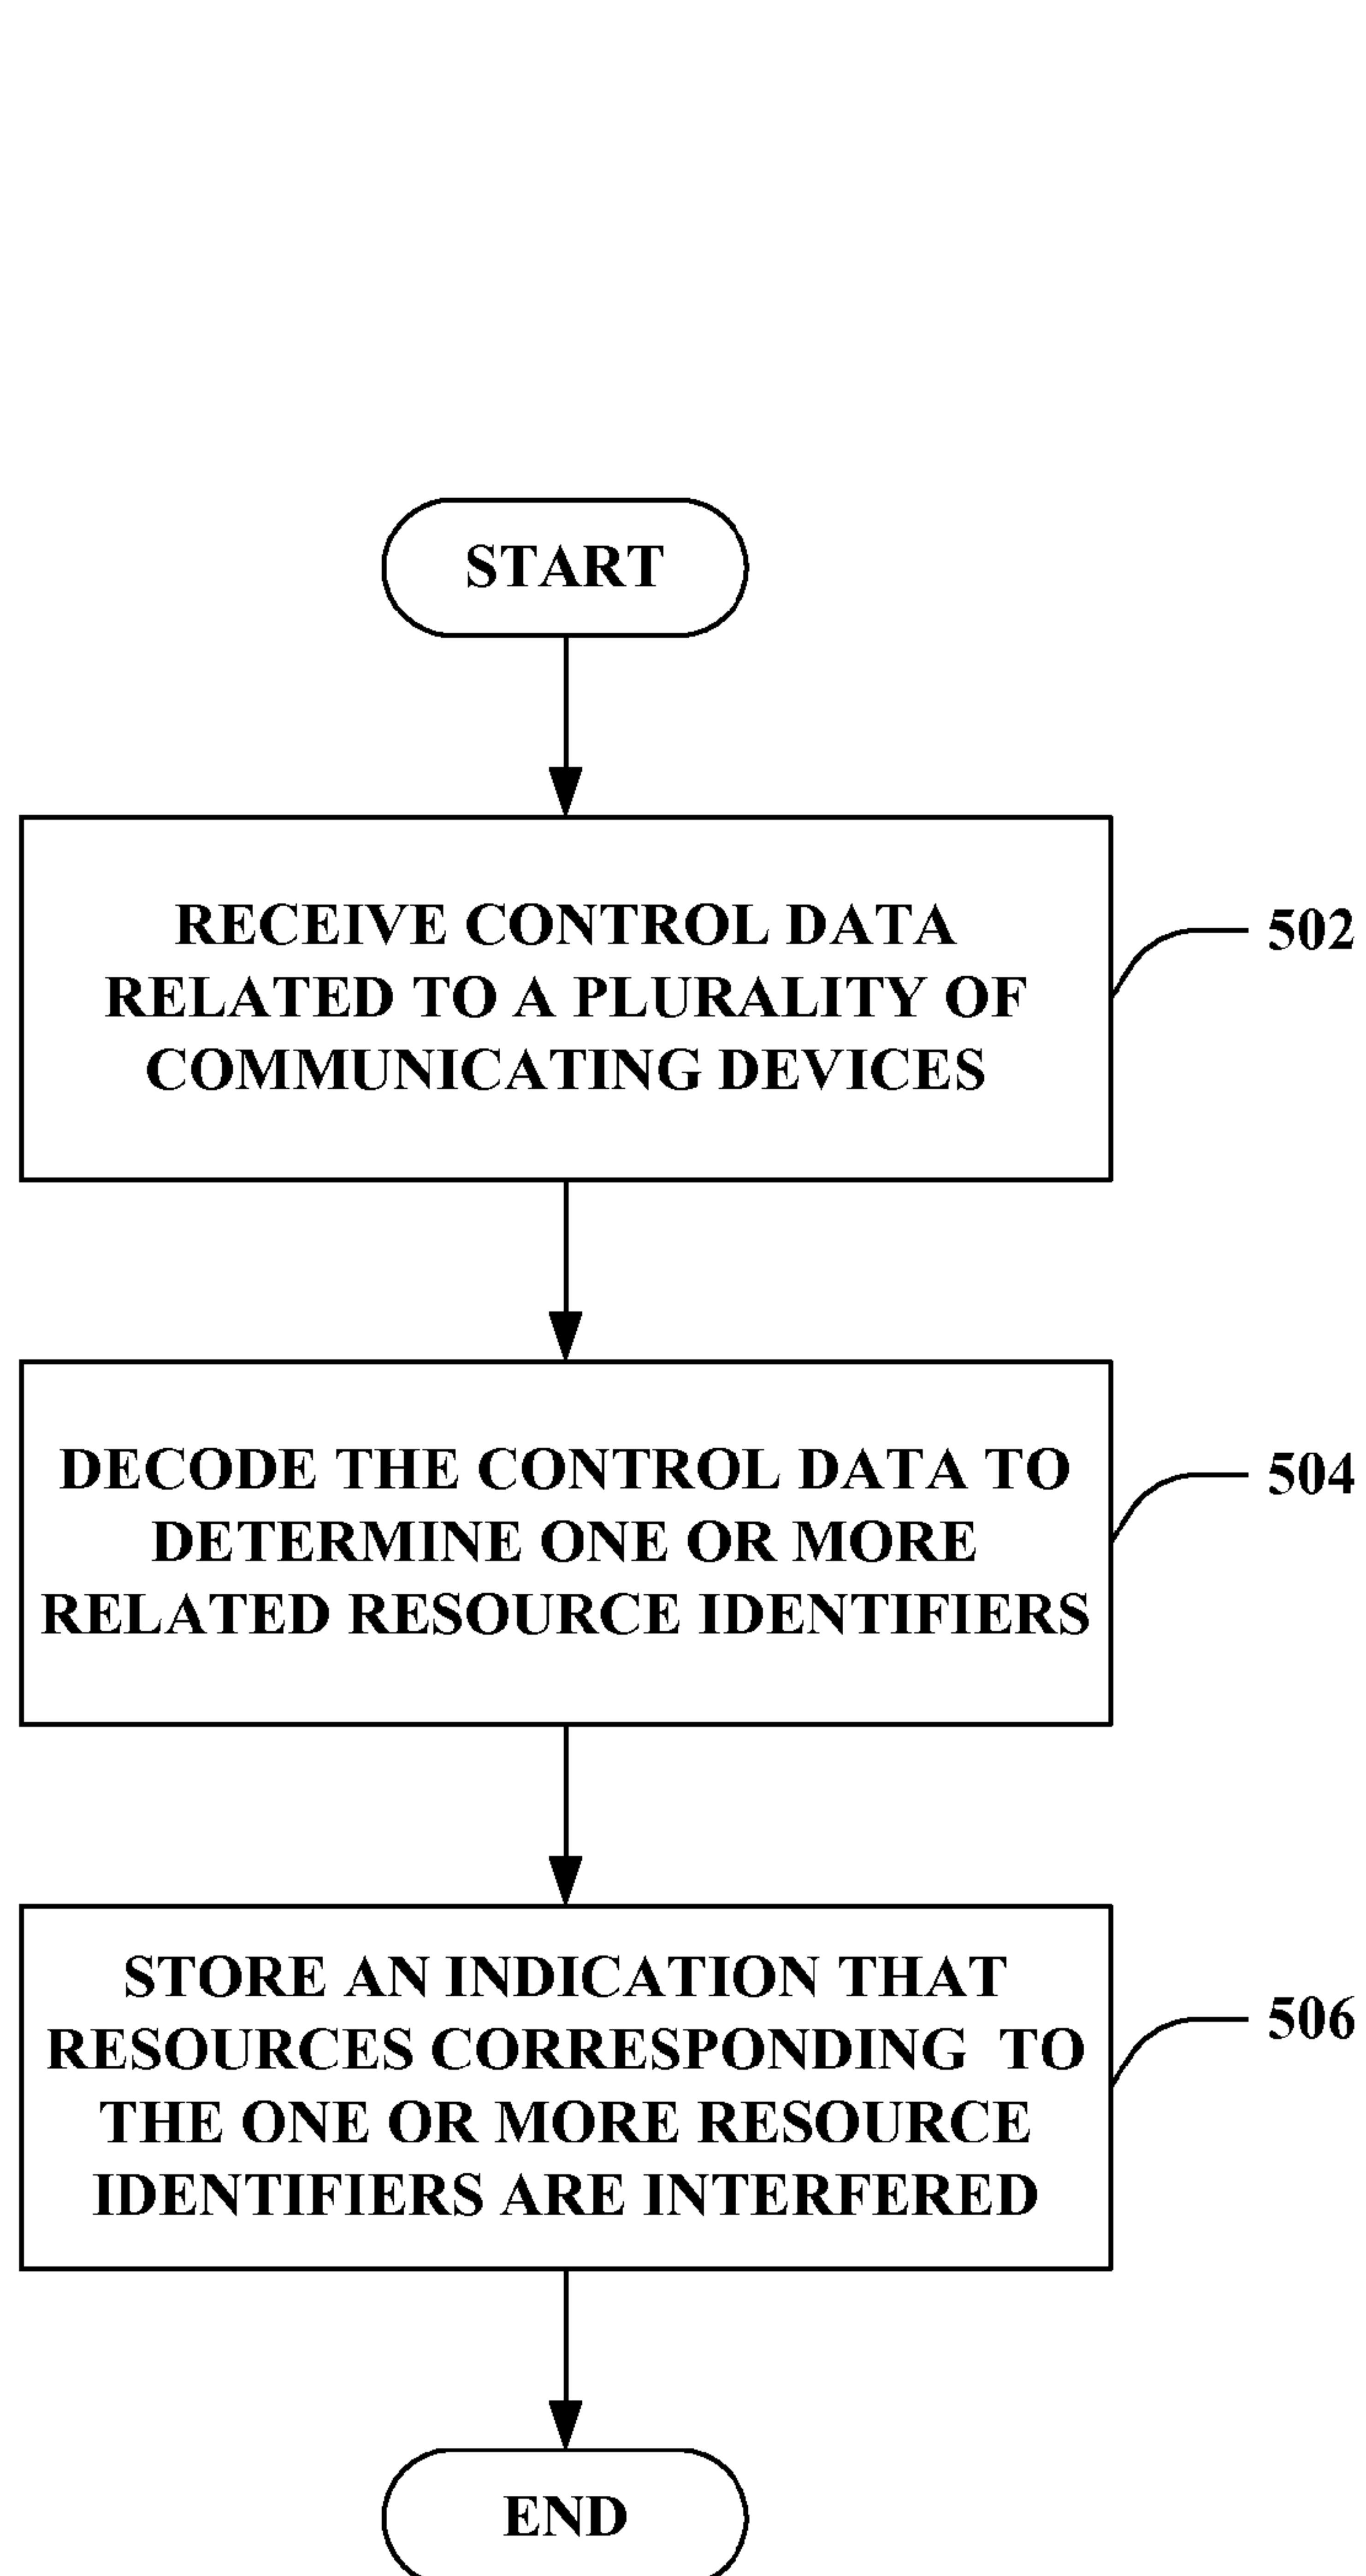 START
RECEIVE CONTROL DATA
RELATED TO A PLURALITY OF
COMMUNICATING DEVICES
502
DECODE THE CONTROL DATA TO
DETERMINE ONE OR MORE
RELATED RESOURCE IDENTIFIERS
504
STORE AN INDICATION THAT
RESOURCES CORRESPONDING TO
THE ONE OR MORE RESOURCE
IDENTIFIERS ARE INTERFERED
506
END